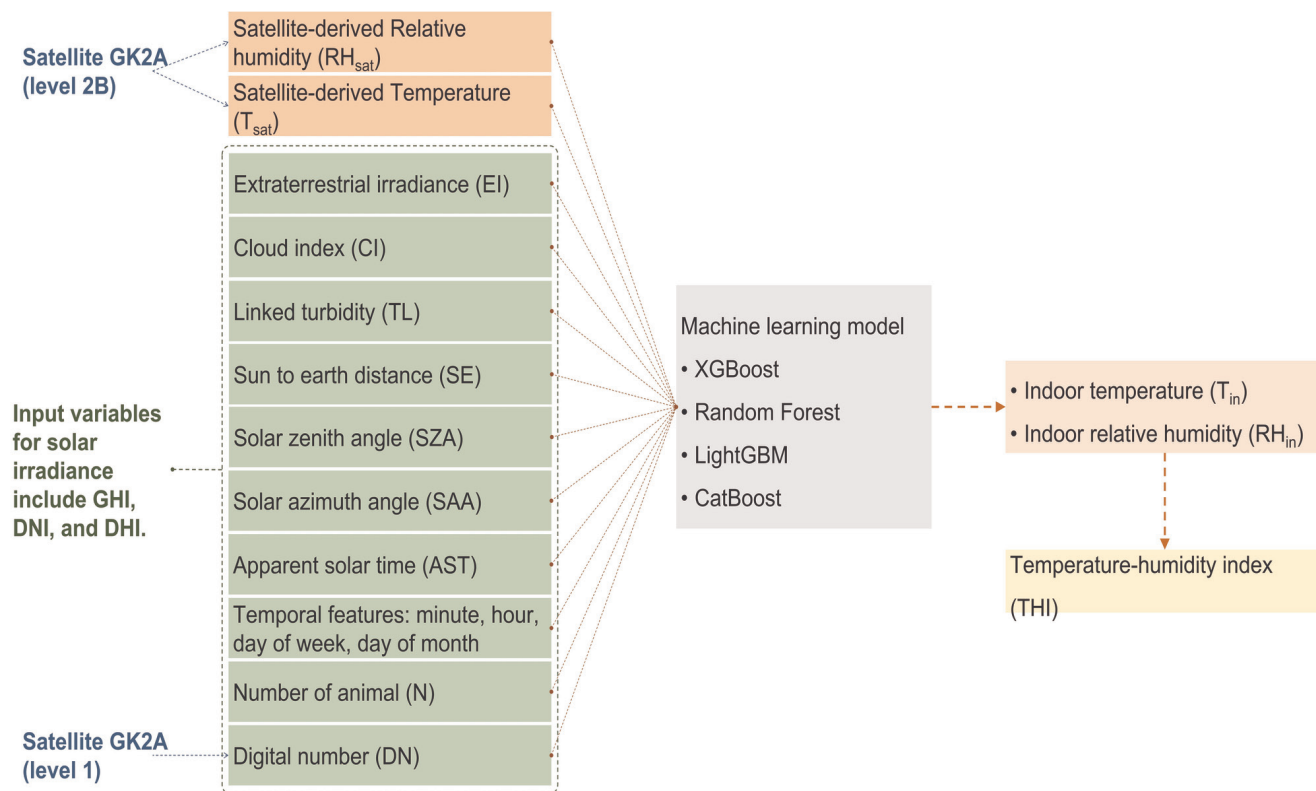 Satellite GK2A
(level 2B)
Satellite-derived Relative
humidity (RHsat)
Satellite-derived Temperature
(Tsat)
Input variables
for solar
irradiance
include GHI,
DNI, and DHI.
Extraterrestrial irradiance (EI)
Cloud index (CI)
Linked turbidity (TL)
Sun to earth distance (SE)
Solar zenith angle (SZA)
Solar azimuth angle (SAA)
Apparent solar time (AST)
Temporal features: minute, hour,
day of week, day of month
Number of animal (N)
Satellite GK2A
(level 1)
Digital number (DN)
Machine learning model
• XGBoost
• Random Forest
• LightGBM
• CatBoost
• Indoor temperature (Tin)
• Indoor relative humidity (RHin)
Temperature-humidity index
(THI)